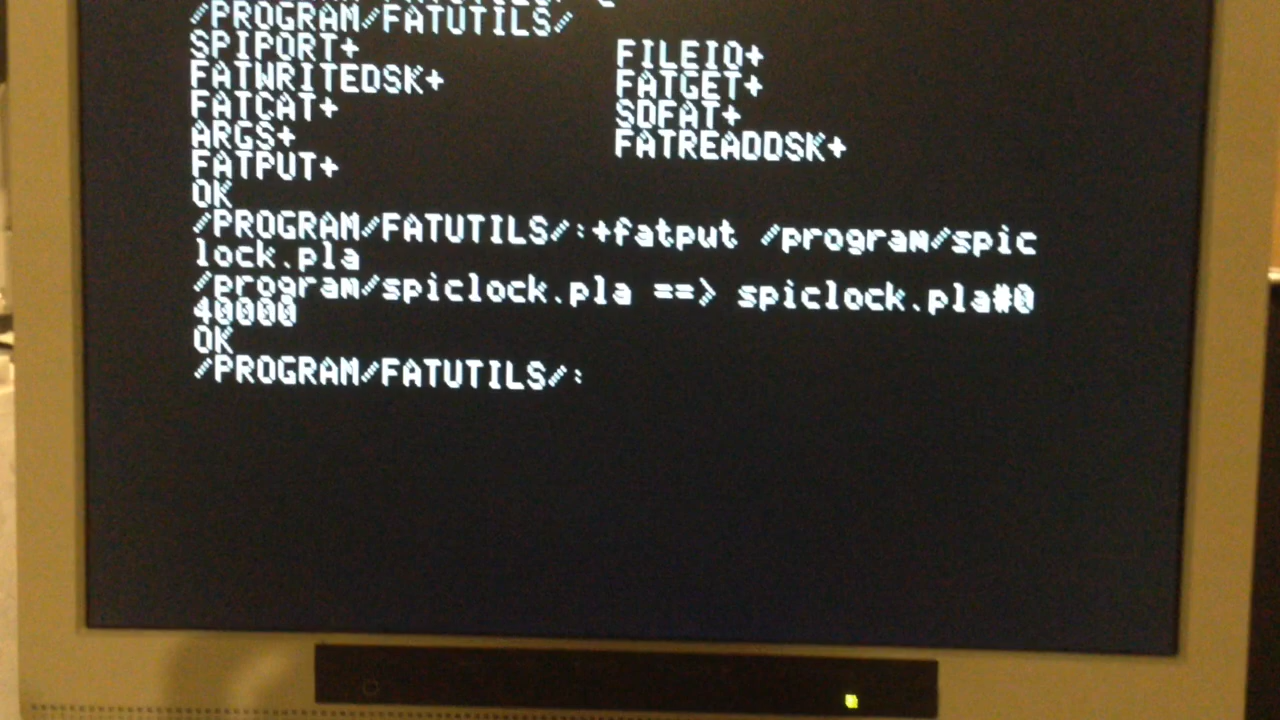 /PROGRAM/FATUTILS/
SPIPORT+ FILEIO+
FATWRITEDSK+ FATGET+
FATCAT+ SDFAT+
ARGS+ FATREADDSK+
FATPUT+
OK
/PROGRAM/FATUTILS/:+fatput /program/spic
lock.pla
/program/spiclock.pla ==> spiclock.pla#0
40000
OK
/PROGRAM/FATUTILS/: